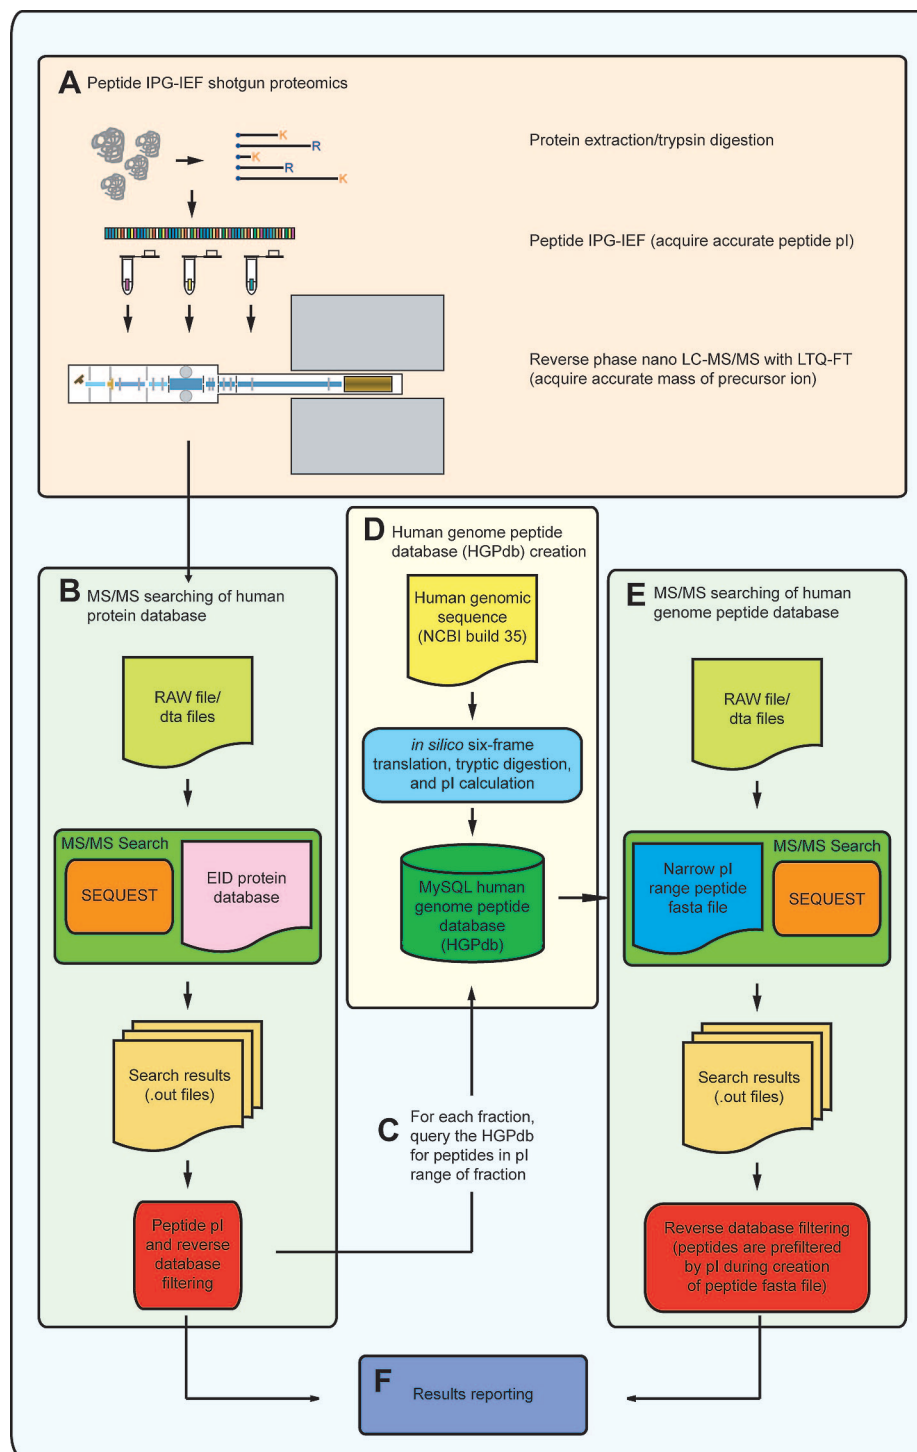 A Peptide IPG-IEF shotgun proteomics
K
R
K
R
K
Protein extraction/trypsin digestion
Peptide IPG-IEF (acquire accurate peptide pI)
Reverse phase nano LC-MS/MS with LTQ-FT
(acquire accurate mass of precursor ion)
B MS/MS searching of human
protein database
RAW file/
dta files
MS/MS Search
SEQUEST
EID protein
database
Search results
(.out files)
Peptide pI
and reverse
database
filtering
C For each fraction,
query the HGPdb
for peptides in pI
range of fraction
D Human genome peptide
database (HGPdb) creation
Human genomic
sequence
(NCBI build 35)
in silico six-frame
translation, tryptic digestion,
and pI calculation
MySQL human
genome peptide
database
(HGPdb)
E MS/MS searching of human
genome peptide database
RAW file/
dta files
MS/MS Search
Narrow pI
range peptide
fasta file
SEQUEST
Search results
(.out files)
Reverse database filtering
(peptides are prefiltered
by pI during creation
of peptide fasta file)
F Results reporting